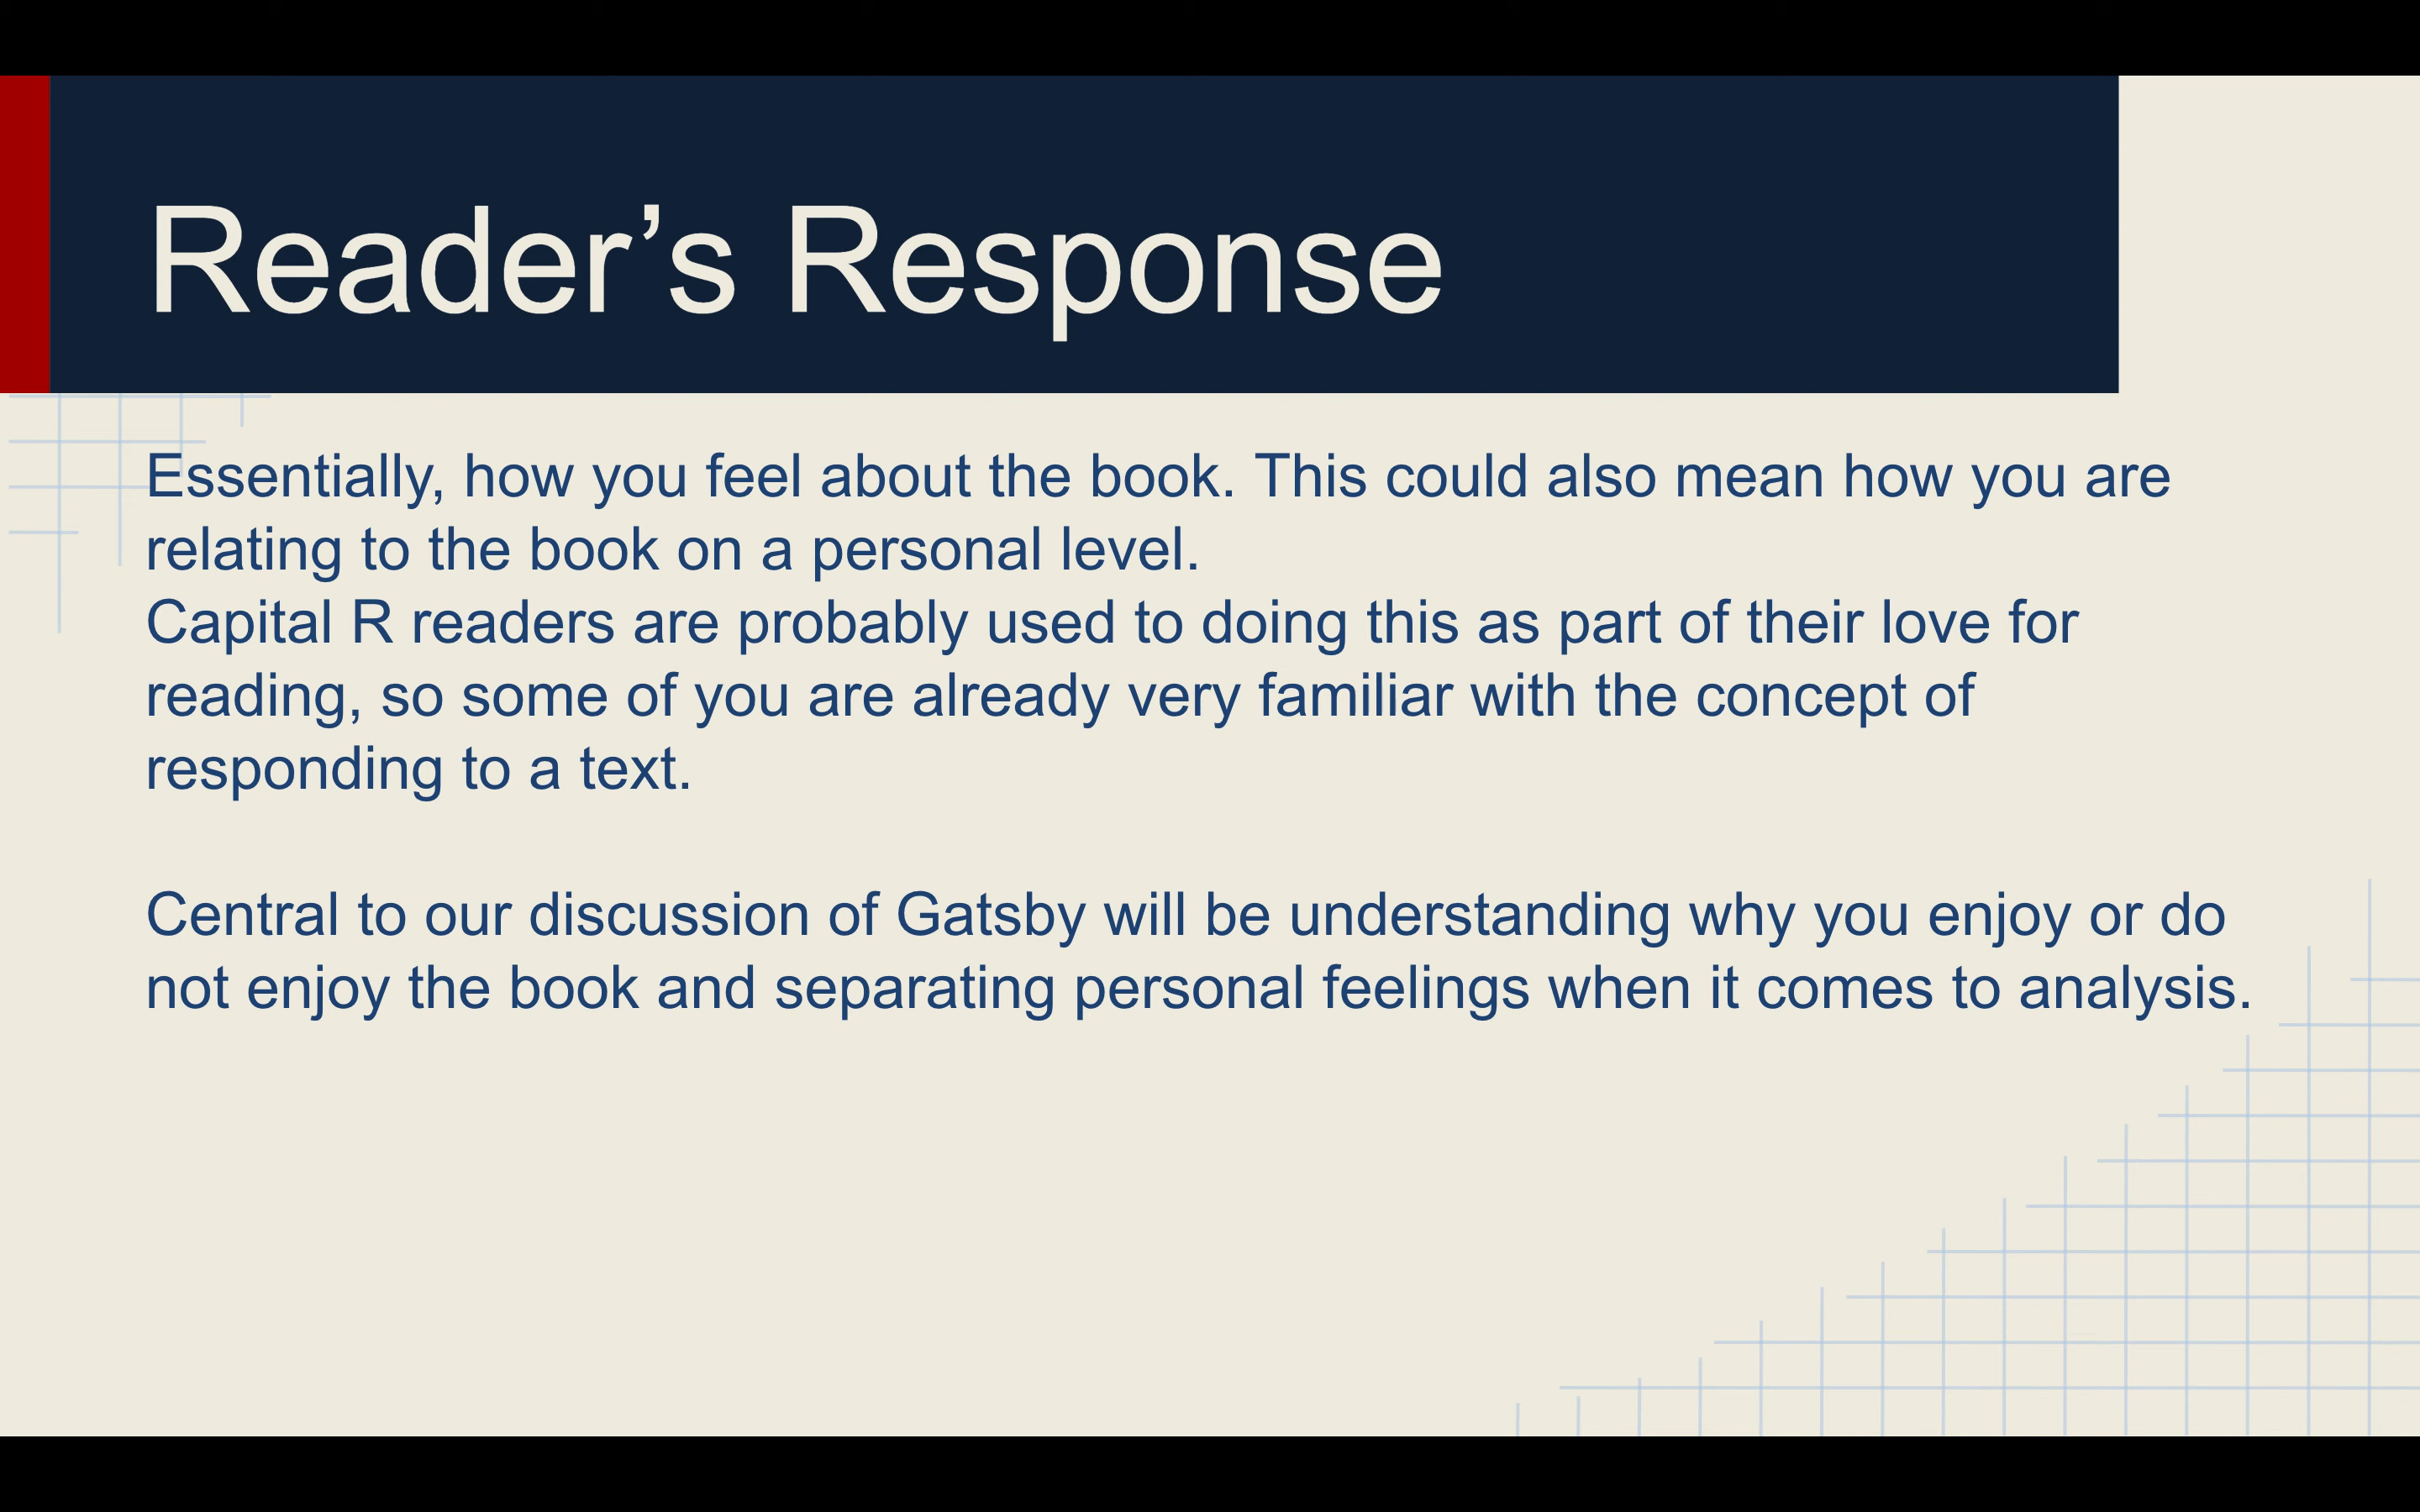 Reader’s Response
Essentially, how you feel about the book. This could also mean how you are
relating to the book on a personal level.
Capital R readers are probably used to doing this as part of their love for
reading, so some of you are already very familiar with the concept of
responding to a text.
Central to our discussion of Gatsby will be understanding why you enjoy or do
not enjoy the book and separating personal feelings when it comes to analysis.